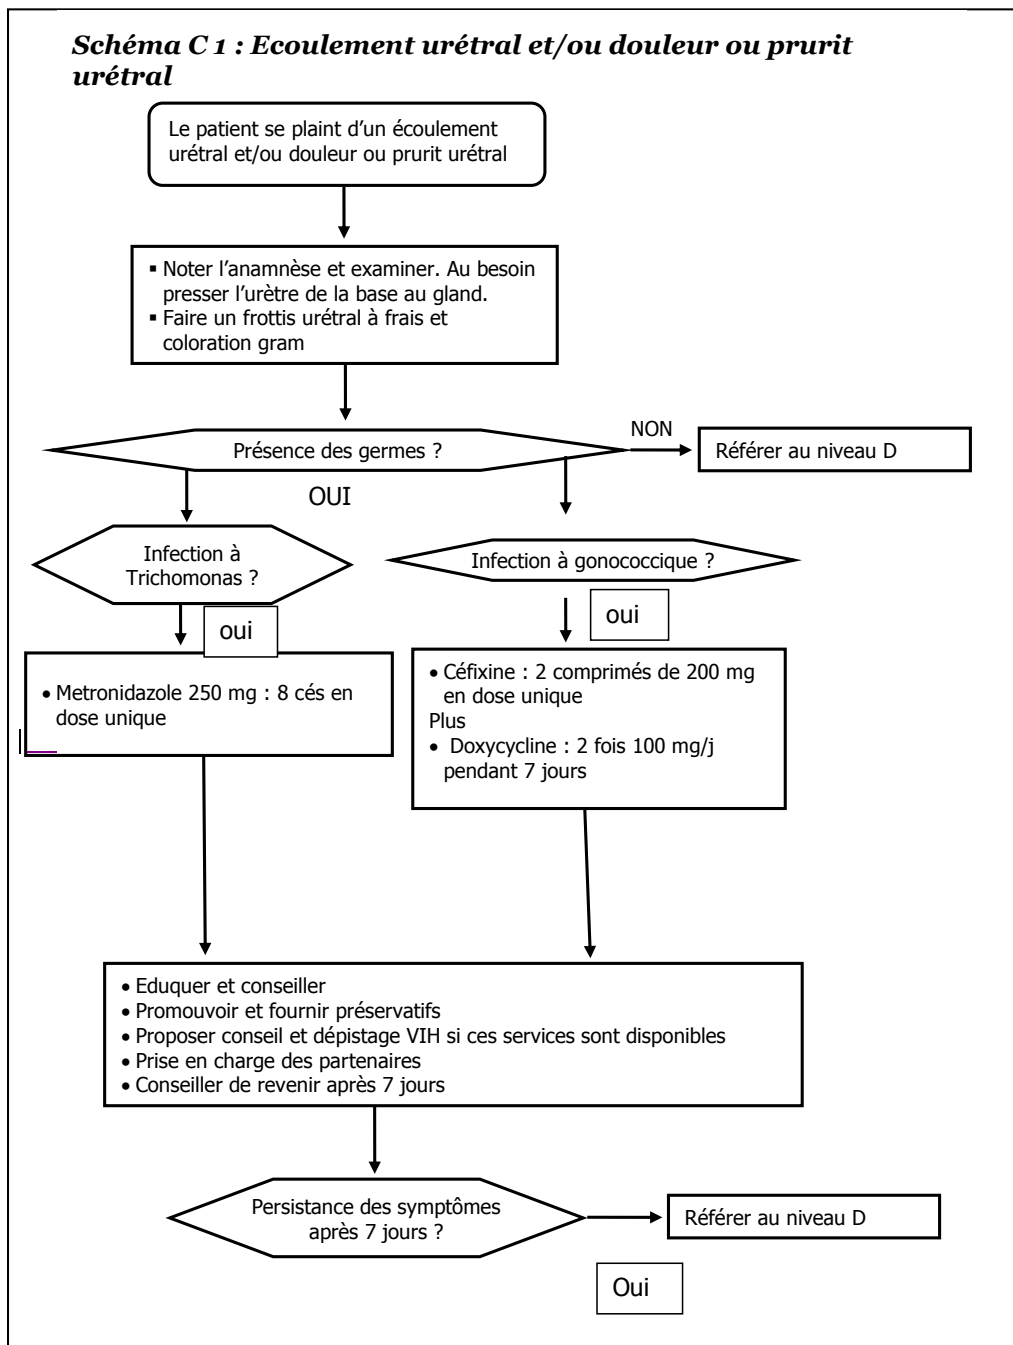 Schéma C 1 : Ecoulement urétral et/ou douleur ou prurit
urétral
Le patient se plaint d’un écoulement
urétral et/ou douleur ou prurit urétral
▪ Noter l’anamnèse et examiner. Au besoin
presser l’urètre de la base au gland.
▪ Faire un frottis urétral à frais et
coloration gram
Présence des germes ?
NON
Référer au niveau D
OUI
Infection à
Trichomonas ?
Infection à gonococcique ?
oui
oui
• Metronidazole 250 mg : 8 cés en
dose unique
• Céfixine : 2 comprimés de 200 mg
en dose unique
Plus
• Doxycycline : 2 fois 100 mg/j
pendant 7 jours
• Eduquer et conseiller
• Promouvoir et fournir préservatifs
• Proposer conseil et dépistage VIH si ces services sont disponibles
• Prise en charge des partenaires
• Conseiller de revenir après 7 jours
Persistance des symptômes
après 7 jours ?
Référer au niveau D
Oui